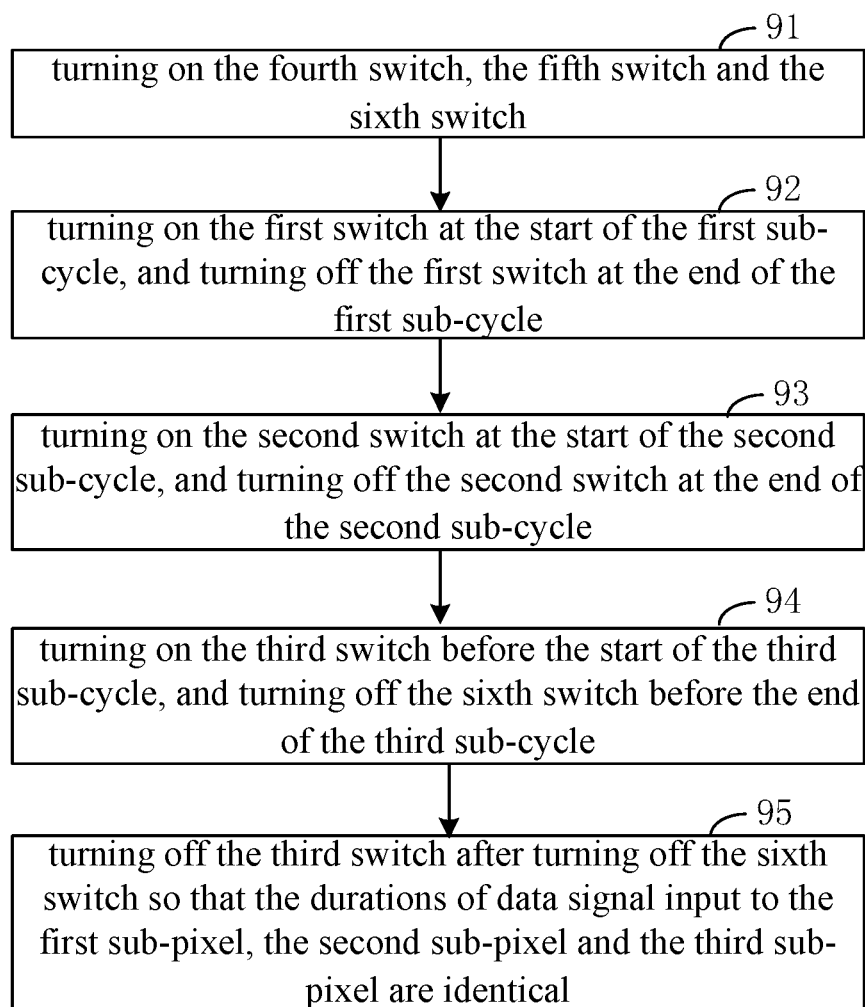 91
turning on the fourth switch, the fifth switch and the
sixth switch
92
turning on the first switch at the start of the first sub-
cycle, and turning off the first switch at the end of the
first sub-cycle
93
turning on the second switch at the start of the second
sub-cycle, and turning off the second switch at the end of
the second sub-cycle
94
turning on the third switch before the start of the third
sub-cycle, and turning off the sixth switch before the end
of the third sub-cycle
95
turning off the third switch after turning off the sixth
switch so that the durations of data signal input to the
first sub-pixel, the second sub-pixel and the third sub-
pixel are identical